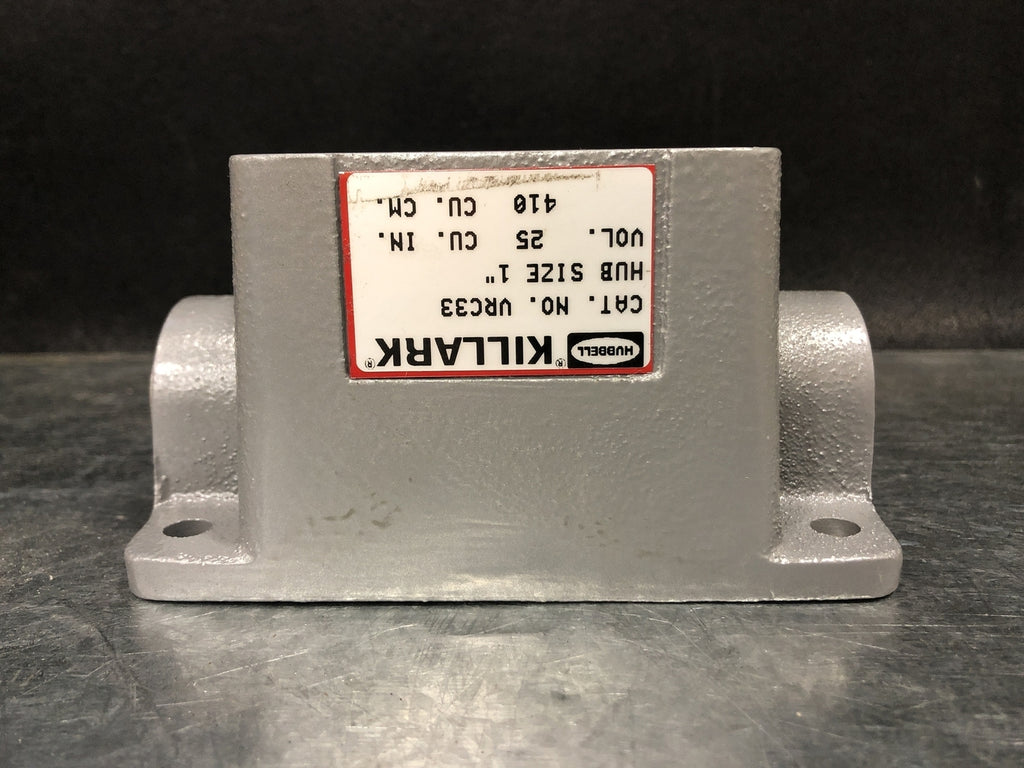 HUBBELL ® KILLARK®
CAT. NO. VRC33
HUB SIZE 1"
VOL. 25 CU. IN.
410 CU. CM.